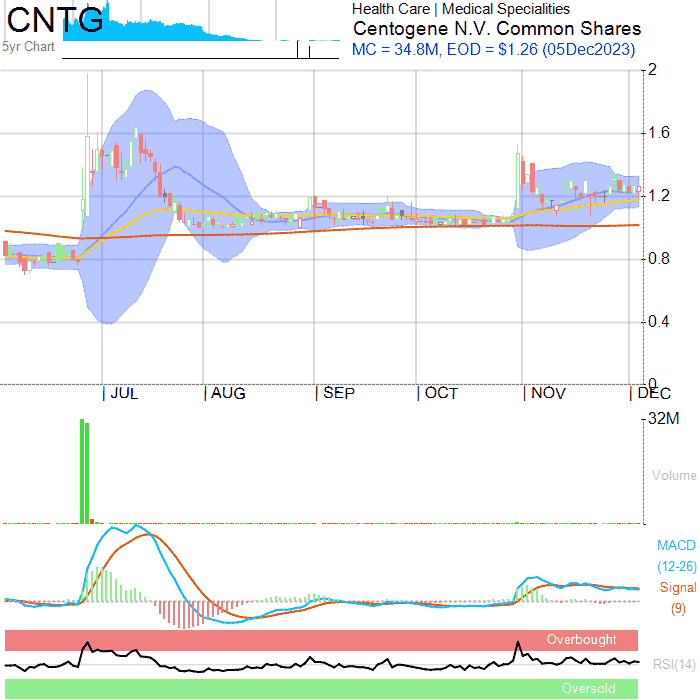 CNTG
Health Care | Medical Specialities
Centogene N.V. Common Shares
5yr Chart
MC = 34.8M, EOD = $1.26 (05Dec2023)
2
1.6
1.2
0.8
0.4
0
JUL AUG SEP OCT NOV DEC
32M
Volume
MACD
(12-26)
Signal
(9)
Overbought
RSI(14)
Oversold